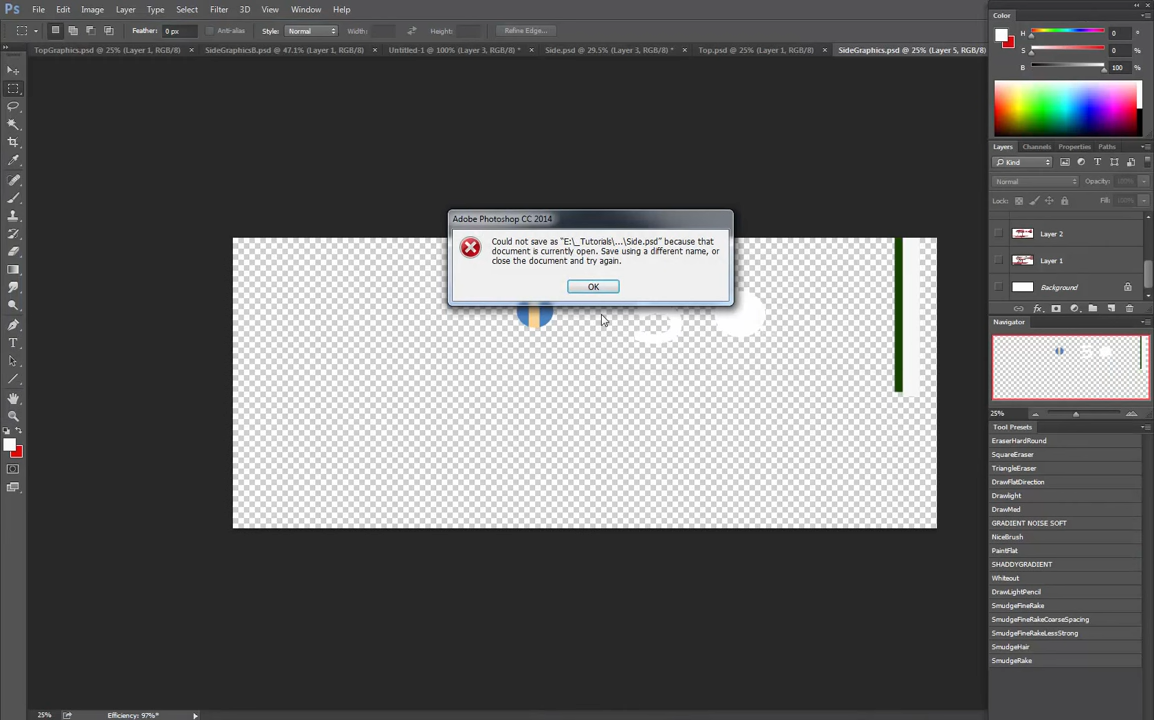 Ps File Edit Image Layer Type Select Filter 3D View Window Help
Feather: 0 px Anti-alias Style: Normal Width: Height: Refine Edge...
TopGraphics.psd @ 25% (Layer 1, RGB/8) × SideGraphicsB.psd @ 47.1% (Layer 1, RGB/8) × Untitled-1 @ 100% (Layer 3, RGB/8) * × Side.psd @ 29.5% (Layer 3, RGB/8) * × Top.psd @ 25% (Layer 1, RGB/8) × SideGraphics.psd @ 25% (Layer 5, RGB/8)
Adobe Photoshop CC 2014
Could not save as "E:\_Tutorials\...\Side.psd" because that
document is currently open. Save using a different name, or
close the document and try again.
OK
Color
H 0 °
S 0 %
B 100 %
Layers Channels Properties Paths
Kind
Normal Opacity:
Locks: Fill:
Layer 2
Layer 1
Background
Navigator
25%
Tool Presets
EraserHardRound
SquareEraser
TriangleEraser
DrawFlatDirection
Drawlight
DrawMed
GRADIENT NOISE SOFT
NiceBrush
PaintFlat
SHADDYGRADIENT
Whiteout
DrawLightPencil
SmudgeFineRake
SmudgeFineRakeCoarseSpacing
SmudgeFineRakeLessStrong
SmudgeHair
SmudgeRake
25% Efficiency: 97%*